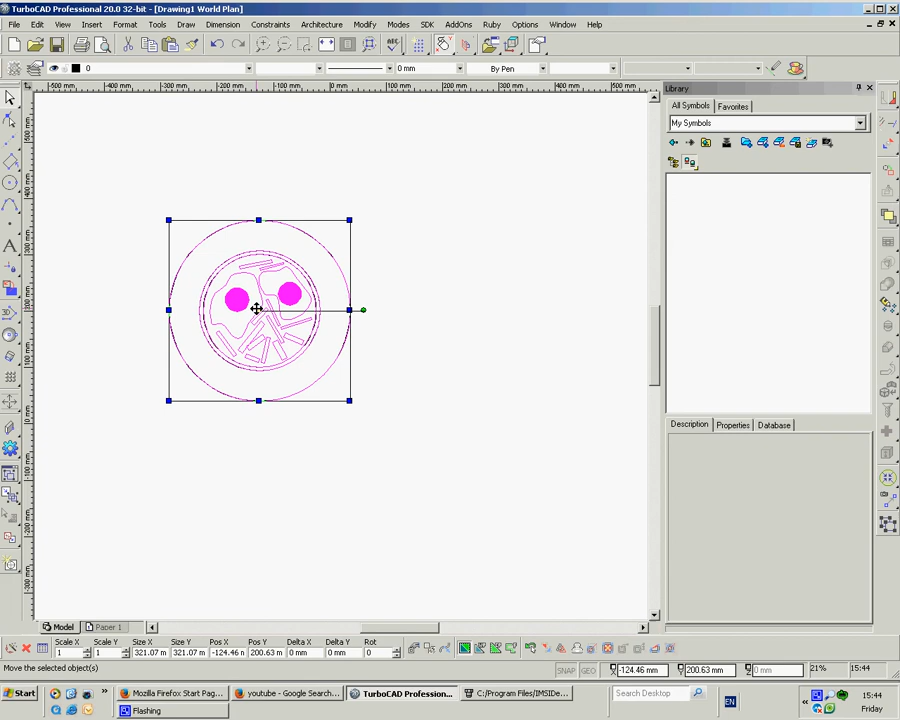 TurboCAD Professional 20.0 32-bit - [Drawing1 World Plan]
File Edit View Insert Format Tools Draw Dimension Constraints Architecture Modify Modes SDK AddOns Ruby Options Window Help
0 0 mm By Pen
-500 mm -400 mm -300 mm -200 mm -100 mm 0 mm 100 mm 200 mm 300 mm 400 mm 500 mm
Library
All Symbols Favorites
My Symbols
Description Properties Database
Model Paper 1
Scale X Scale Y Size X Size Y Pos X Pos Y Delta X Delta Y Rot
1 1 321.07 m 321.07 m -124.46 n 200.63 m 0 mm 0 mm 0
Move the selected object(s) SNAP GEO X -124.46 mm Y 200.63 mm Z 0 mm 21% 15:44
Start Mozilla Firefox Start Pag... youtube - Google Search... TurboCAD Profession... C:/Program Files/IMSIDe... Search Desktop EN 15:44
Flashing Friday